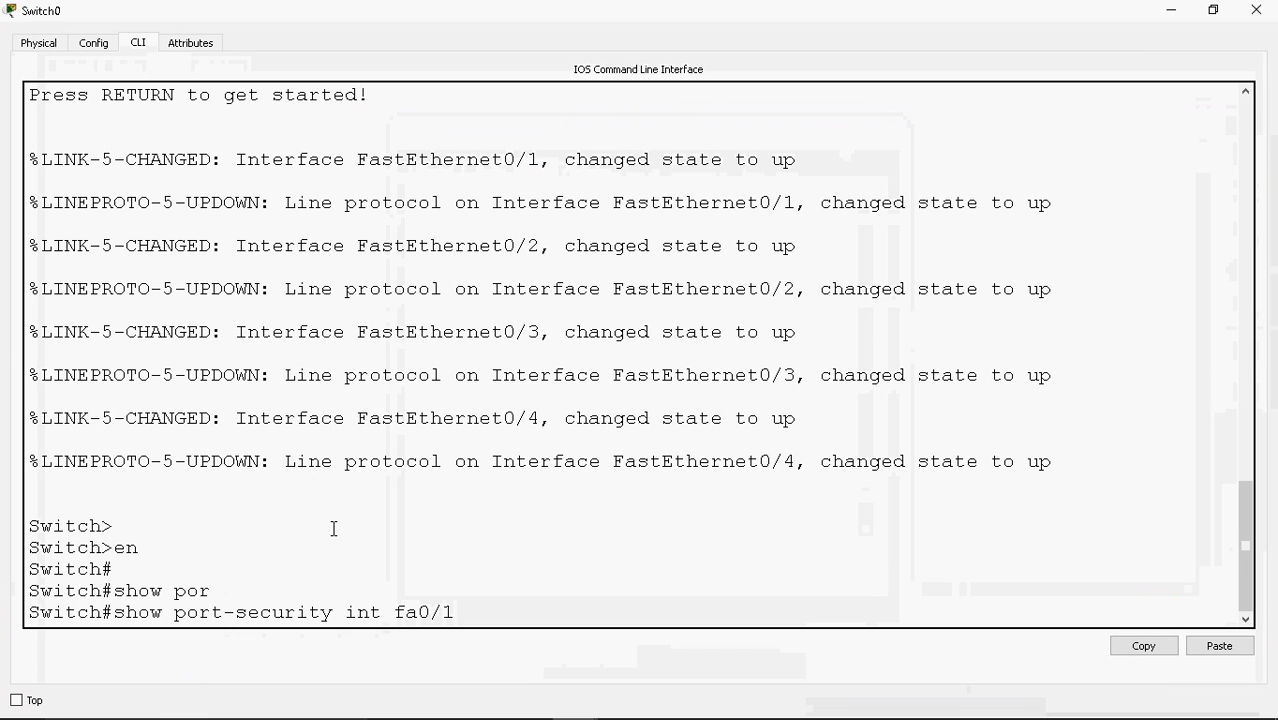 Switch0
Physical Config CLI Attributes
IOS Command Line Interface
Press RETURN to get started!
%LINK-5-CHANGED: Interface FastEthernet0/1, changed state to up
%LINEPROTO-5-UPDOWN: Line protocol on Interface FastEthernet0/1, changed state to up
%LINK-5-CHANGED: Interface FastEthernet0/2, changed state to up
%LINEPROTO-5-UPDOWN: Line protocol on Interface FastEthernet0/2, changed state to up
%LINK-5-CHANGED: Interface FastEthernet0/3, changed state to up
%LINEPROTO-5-UPDOWN: Line protocol on Interface FastEthernet0/3, changed state to up
%LINK-5-CHANGED: Interface FastEthernet0/4, changed state to up
%LINEPROTO-5-UPDOWN: Line protocol on Interface FastEthernet0/4, changed state to up
Switch>
Switch>en
Switch#
Switch#show por
Switch#show port-security int fa0/1
Copy Paste
Top